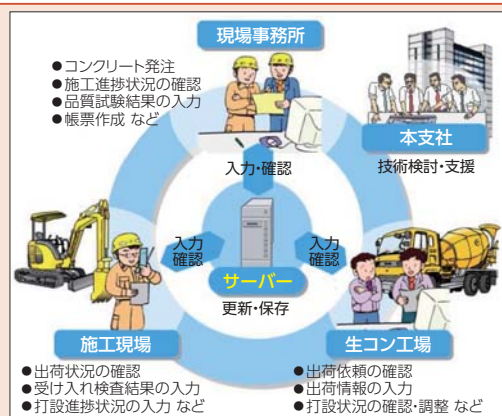 現場事務所
●コンクリート発注
●施工進捗状況の確認
●品質試験結果の入力
●帳票作成 など
本支社
技術検討・支援
入力・確認
入力
確認
入力
確認
サーバー
更新・保存
施工現場
●出荷状況の確認
●受け入れ検査結果の入力
●打設進捗状況の入力 など
生コン工場
●出荷依頼の確認
●出荷情報の入力
●打設状況の確認・調整 など